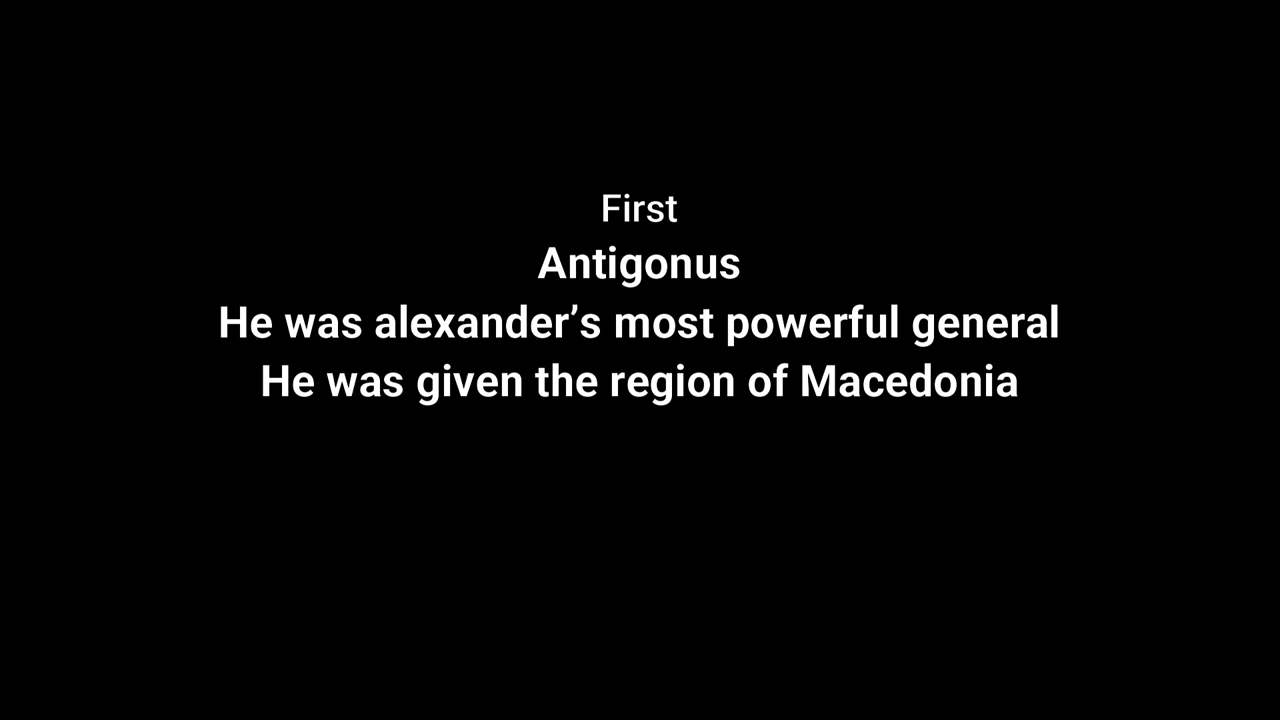 First
Antigonus
He was alexander’s most powerful general
He was given the region of Macedonia